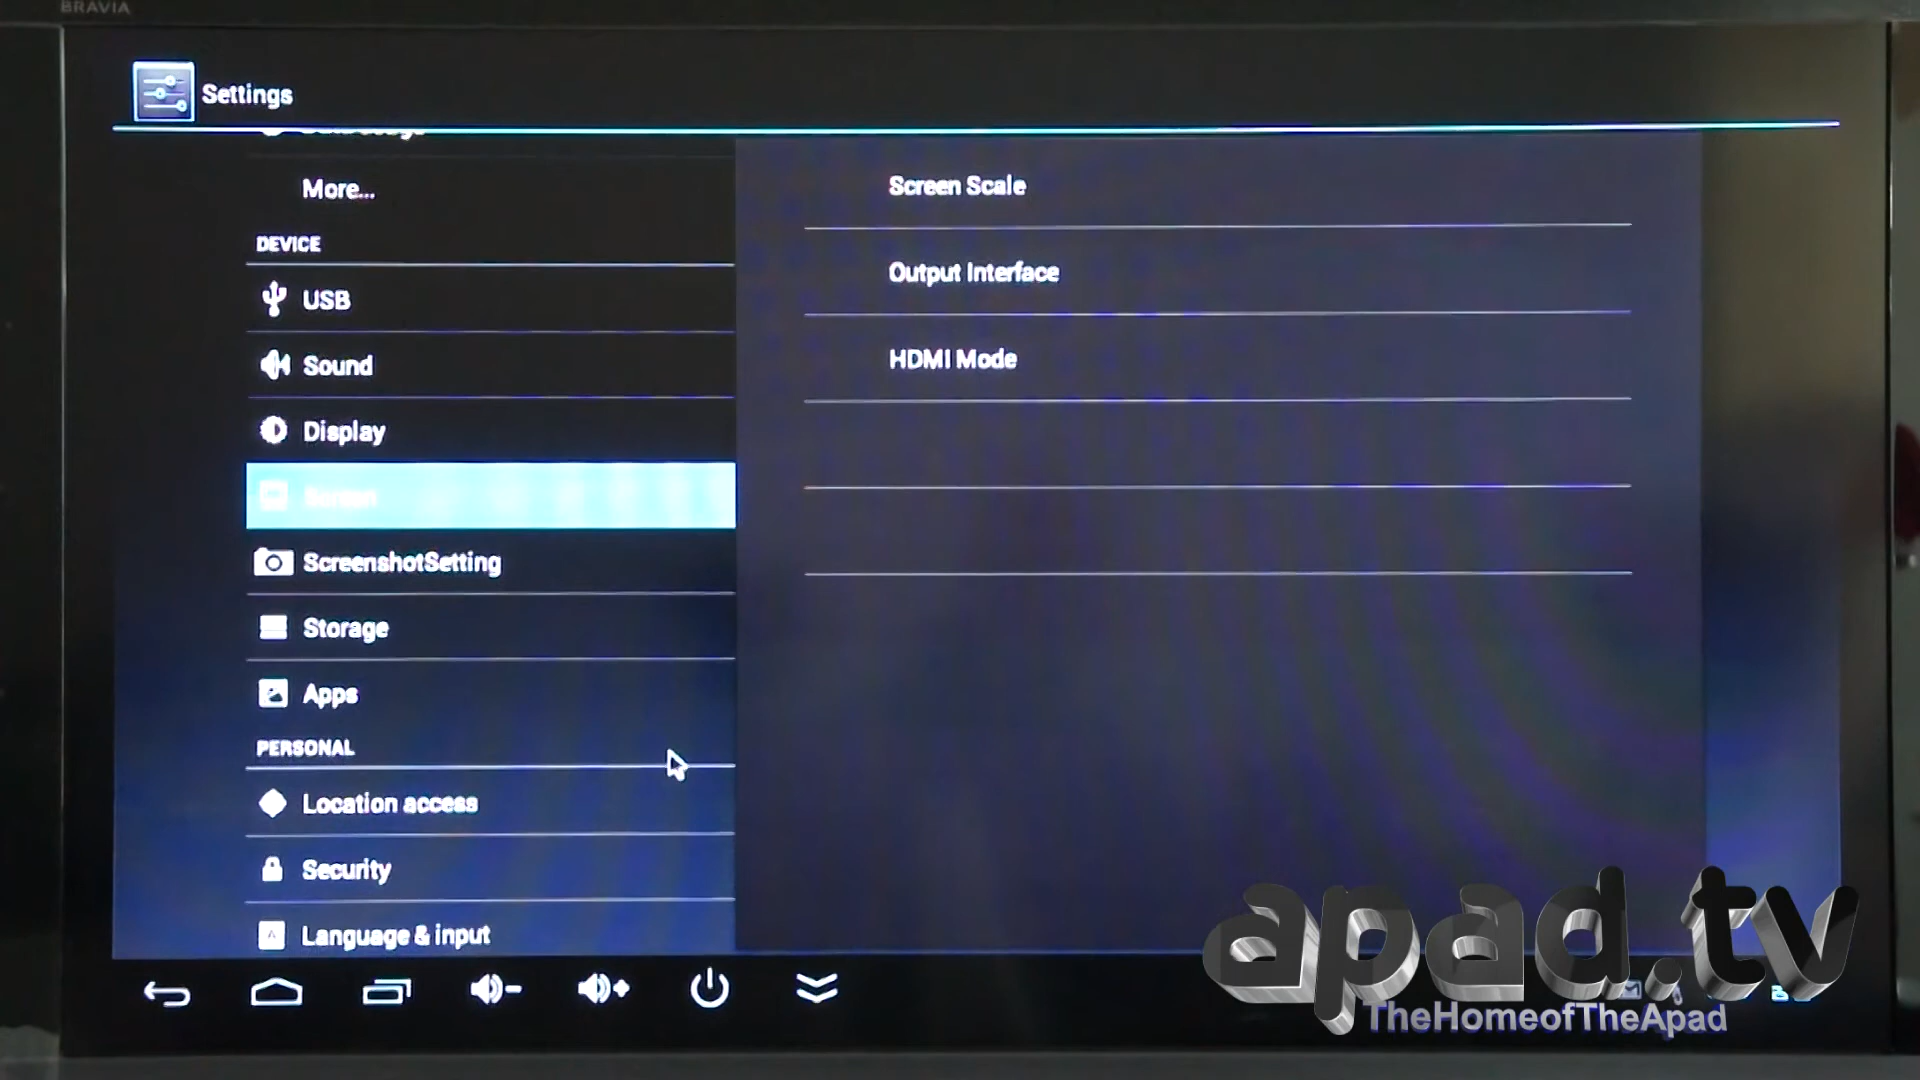 BRAVIA
Settings
More...
DEVICE
USB
Sound
Display
Screen
ScreenshotSetting
Storage
Apps
PERSONAL
Location access
Security
Language & input
Screen Scale
Output Interface
HDMI Mode
apad.tv
TheHomeofTheApad